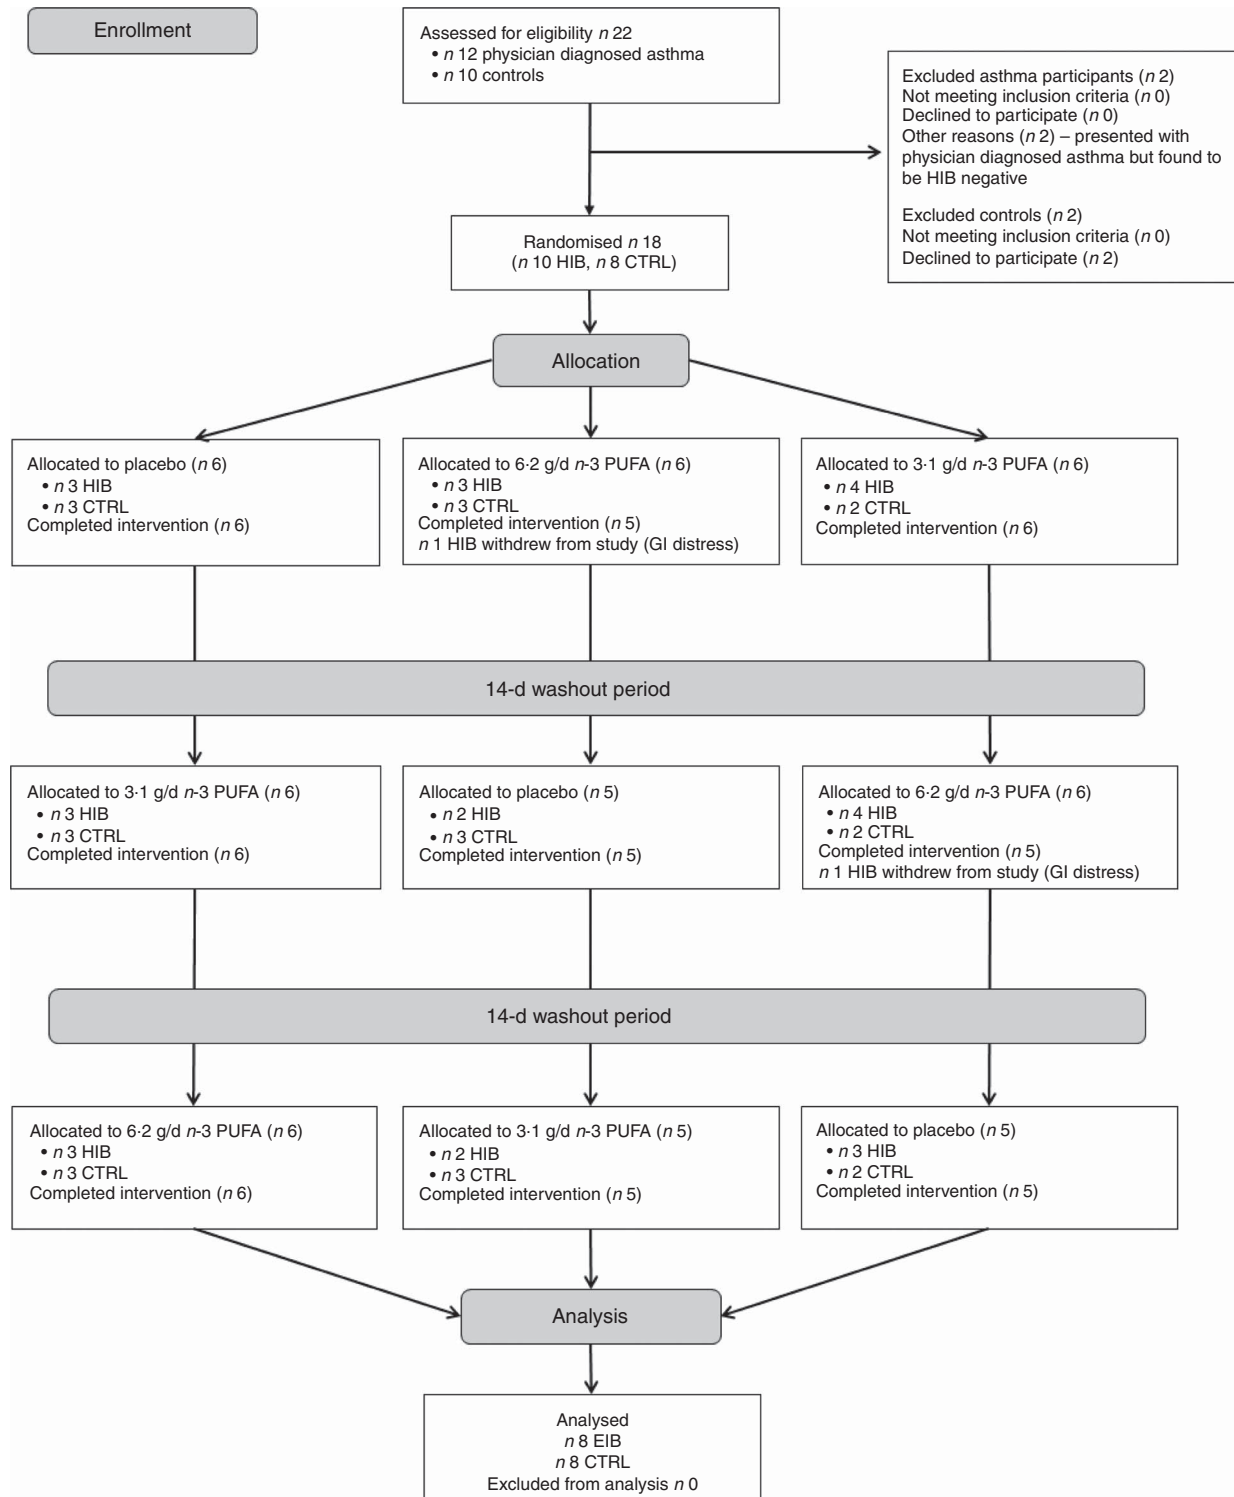 Enrollment
Assessed for eligibility n 22
• n 12 physician diagnosed asthma
• n 10 controls
Excluded asthma participants (n 2)
Not meeting inclusion criteria (n 0)
Declined to participate (n 0)
Other reasons (n 2) – presented with
physician diagnosed asthma but found to
be HIB negative
Excluded controls (n 2)
Not meeting inclusion criteria (n 0)
Declined to participate (n 2)
Randomised n 18
(n 10 HIB, n 8 CTRL)
Allocation
Allocated to placebo (n 6)
• n 3 HIB
• n 3 CTRL
Completed intervention (n 6)
Allocated to 6·2 g/d n-3 PUFA (n 6)
• n 3 HIB
• n 3 CTRL
Completed intervention (n 5)
n 1 HIB withdrew from study (GI distress)
Allocated to 3·1 g/d n-3 PUFA (n 6)
• n 4 HIB
• n 2 CTRL
Completed intervention (n 6)
14-d washout period
Allocated to 3·1 g/d n-3 PUFA (n 6)
• n 3 HIB
• n 3 CTRL
Completed intervention (n 6)
Allocated to placebo (n 5)
• n 2 HIB
• n 3 CTRL
Completed intervention (n 5)
Allocated to 6·2 g/d n-3 PUFA (n 6)
• n 4 HIB
• n 2 CTRL
Completed intervention (n 5)
n 1 HIB withdrew from study (GI distress)
14-d washout period
Allocated to 6·2 g/d n-3 PUFA (n 6)
• n 3 HIB
• n 3 CTRL
Completed intervention (n 6)
Allocated to 3·1 g/d n-3 PUFA (n 5)
• n 2 HIB
• n 3 CTRL
Completed intervention (n 5)
Allocated to placebo (n 5)
• n 3 HIB
• n 2 CTRL
Completed intervention (n 5)
Analysis
Analysed
n 8 EIB
n 8 CTRL
Excluded from analysis n 0